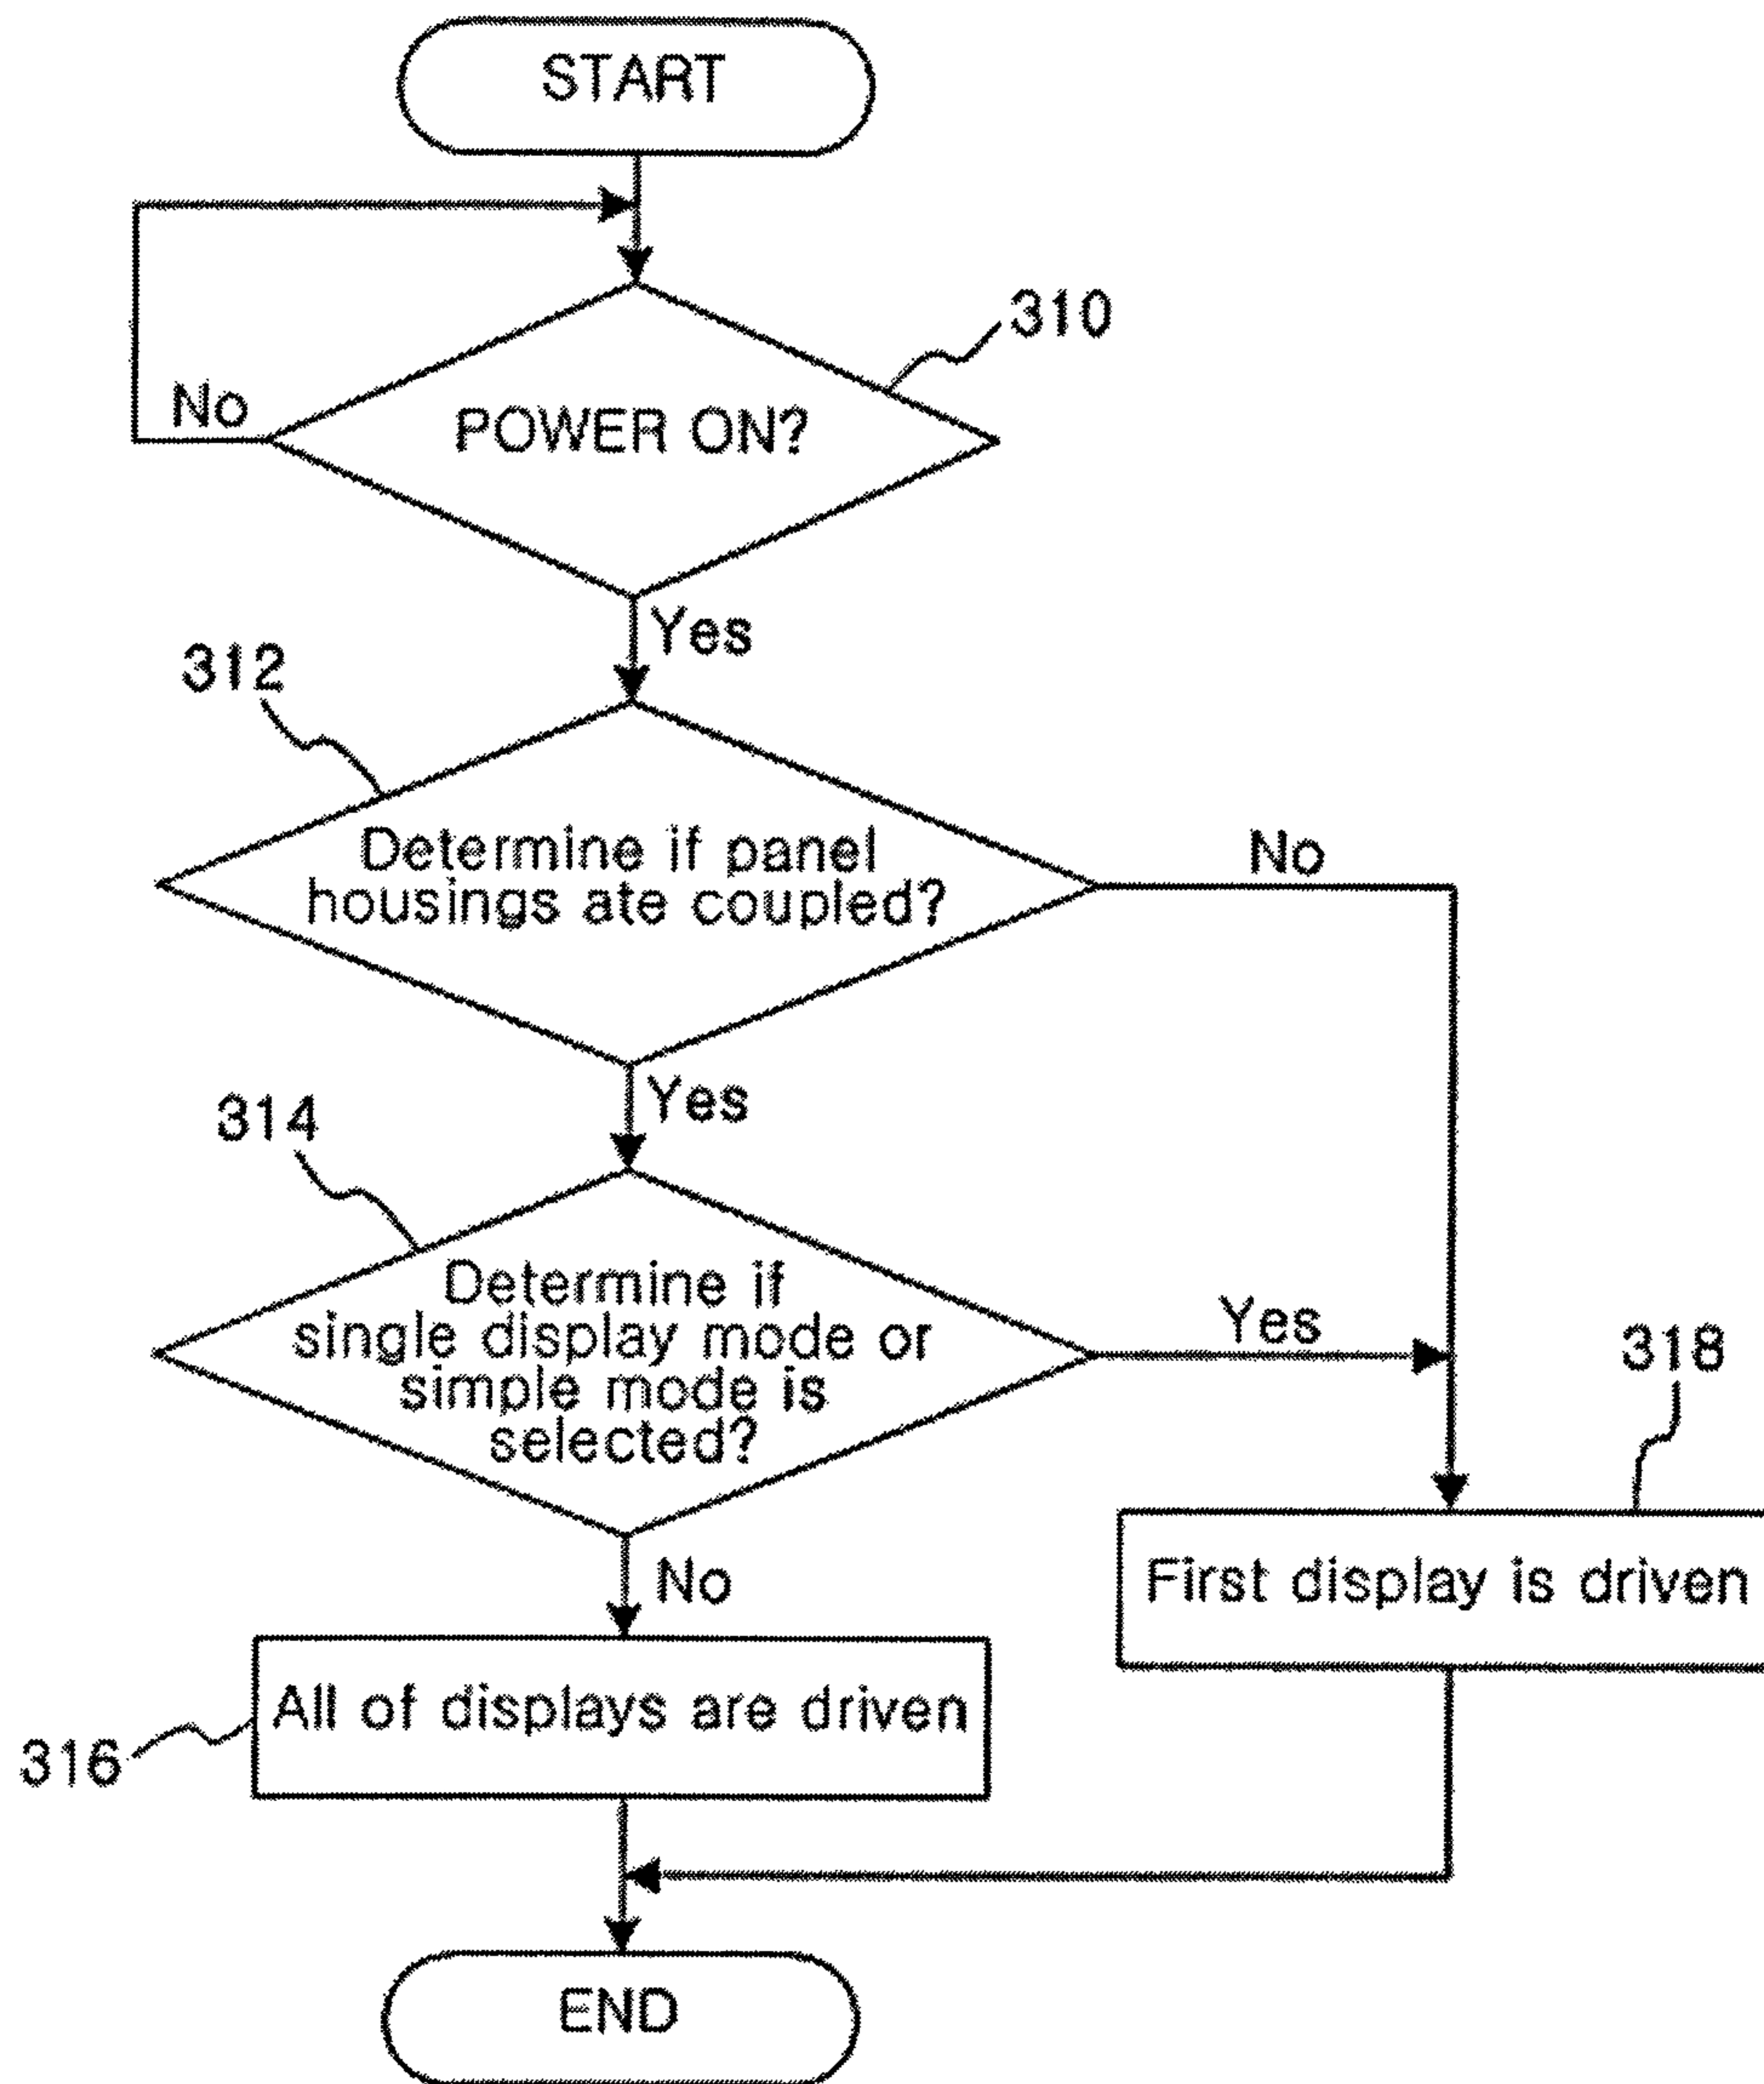 START
310
No
POWER ON?
Yes
312
Determine if panel
housings ate coupled?
No
Yes
314
Determine if
single display mode or
simple mode is
selected?
Yes
318
No
First display is driven
All of displays are driven
316
END